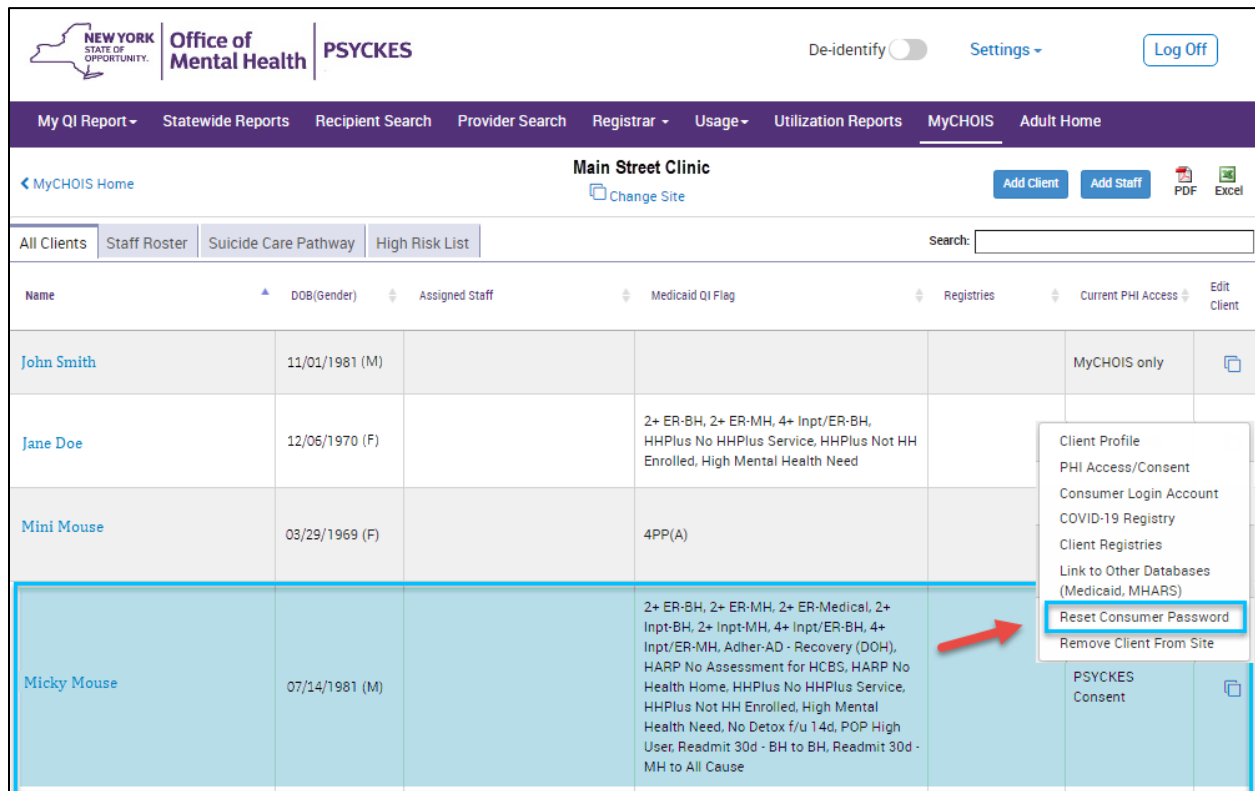 NEW YORK
STATE OF
OPPORTUNITY.
Office of
Mental Health
PSYCKES
De-identify
Settings
Log Off
My QI Report
Statewide Reports
Recipient Search
Provider Search
Registrar
Usage
Utilization Reports
MyCHOIS
Adult Home
MyCHOIS Home
Main Street Clinic
Change Site
Add Client
Add Staff
PDF
Excel
All Clients
Staff Roster
Suicide Care Pathway
High Risk List
Search:
Name
DOB(Gender)
Assigned Staff
Medicaid QI Flag
Registries
Current PHI Access
Edit
Client
John Smith
11/01/1981 (M)
MyCHOIS only
Jane Doe
12/06/1970 (F)
2+ ER-BH, 2+ ER-MH, 4+ Inpt/ER-BH,
HHPlus No HHPlus Service, HHPlus Not HH
Enrolled, High Mental Health Need
Mini Mouse
03/29/1969 (F)
4PP(A)
Client Profile
PHI Access/Consent
Consumer Login Account
COVID-19 Registry
Client Registries
Link to Other Databases
(Medicaid, MHARS)
Reset Consumer Password
Remove Client From Site
Micky Mouse
07/14/1981 (M)
2+ ER-BH, 2+ ER-MH, 2+ ER-Medical, 2+
Inpt-BH, 2+ Inpt-MH, 4+ Inpt/ER-BH, 4+
Inpt/ER-MH, Adher-AD - Recovery (DOH),
HARP No Assessment for HCBS, HARP No
Health Home, HHPlus No HHPlus Service,
HHPlus Not HH Enrolled, High Mental
Health Need, No Detox f/u 14d, POP High
User, Readmit 30d - BH to BH, Readmit 30d -
MH to All Cause
PSYCKES
Consent